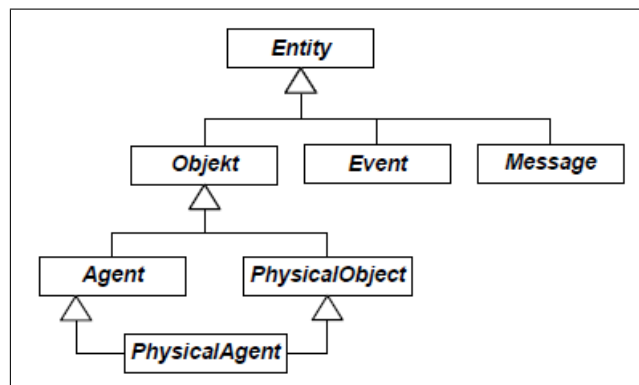 Entity
Objekt
Event
Message
Agent
PhysicalObject
PhysicalAgent